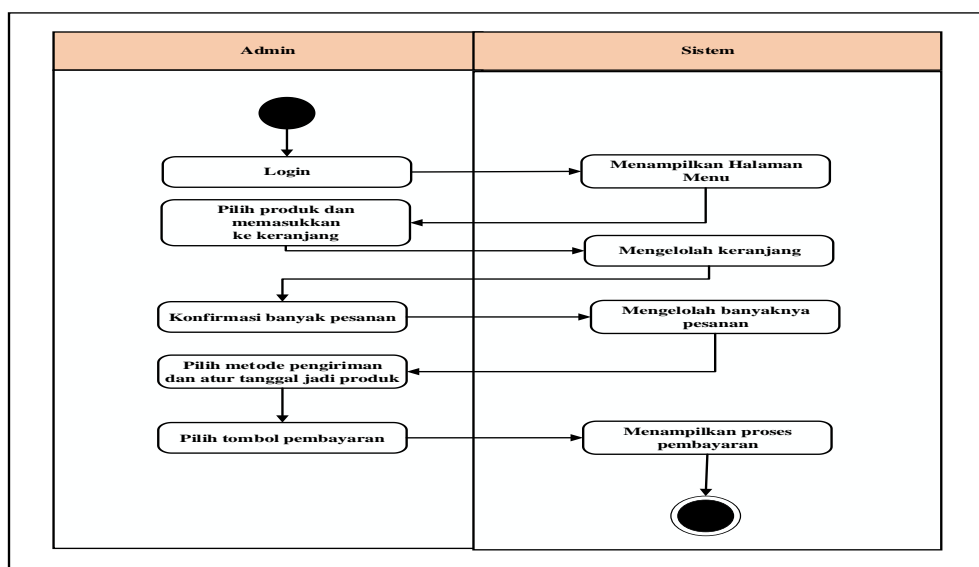 Admin
Sistem
Login
Menampilkan Halaman
Menu
Pilih produk dan
memasukkan
ke keranjang
Mengelolah keranjang
Konfirmasi banyak pesanan
Mengelolah banyaknya
pesanan
Pilih metode pengiriman
dan atur tanggal jadi produk
Pilih tombol pembayaran
Menampilkan proses
pembayaran